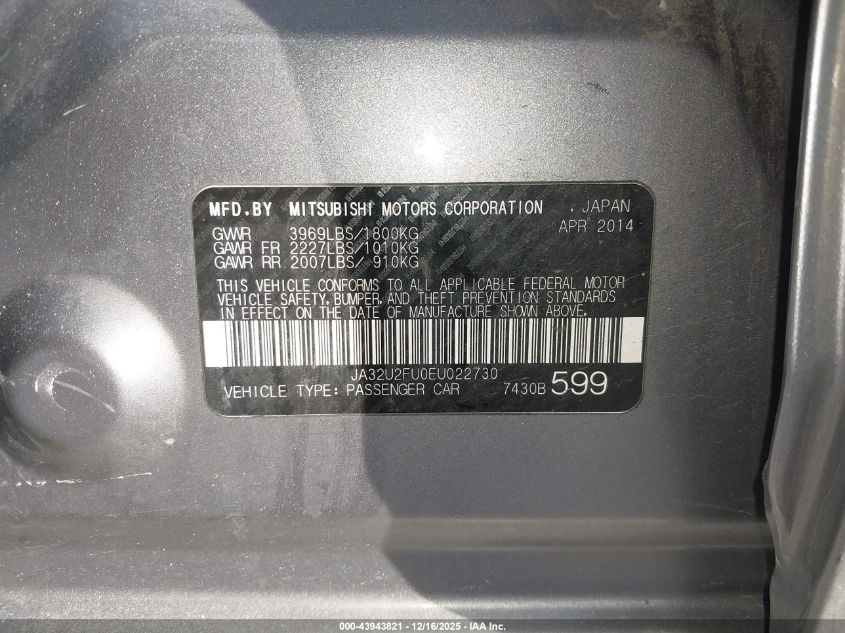 MFD.BY MITSUBISHI MOTORS CORPORATION , JAPAN
APR 2014
GVWR 3969LBS/1800KG
GAWR FR 2227LBS/1010KG
GAWR RR 2007LBS/ 910KG
THIS VEHICLE CONFORMS TO ALL APPLICABLE FEDERAL MOTOR
VEHICLE SAFETY, BUMPER, AND THEFT PREVENTION STANDARDS
IN EFFECT ON THE DATE OF MANUFACTURE SHOWN ABOVE.
JA32U2FU0EU022730
VEHICLE TYPE: PASSENGER CAR 7430B 599
000-43943821 - 12/16/2025 - IAA Inc.